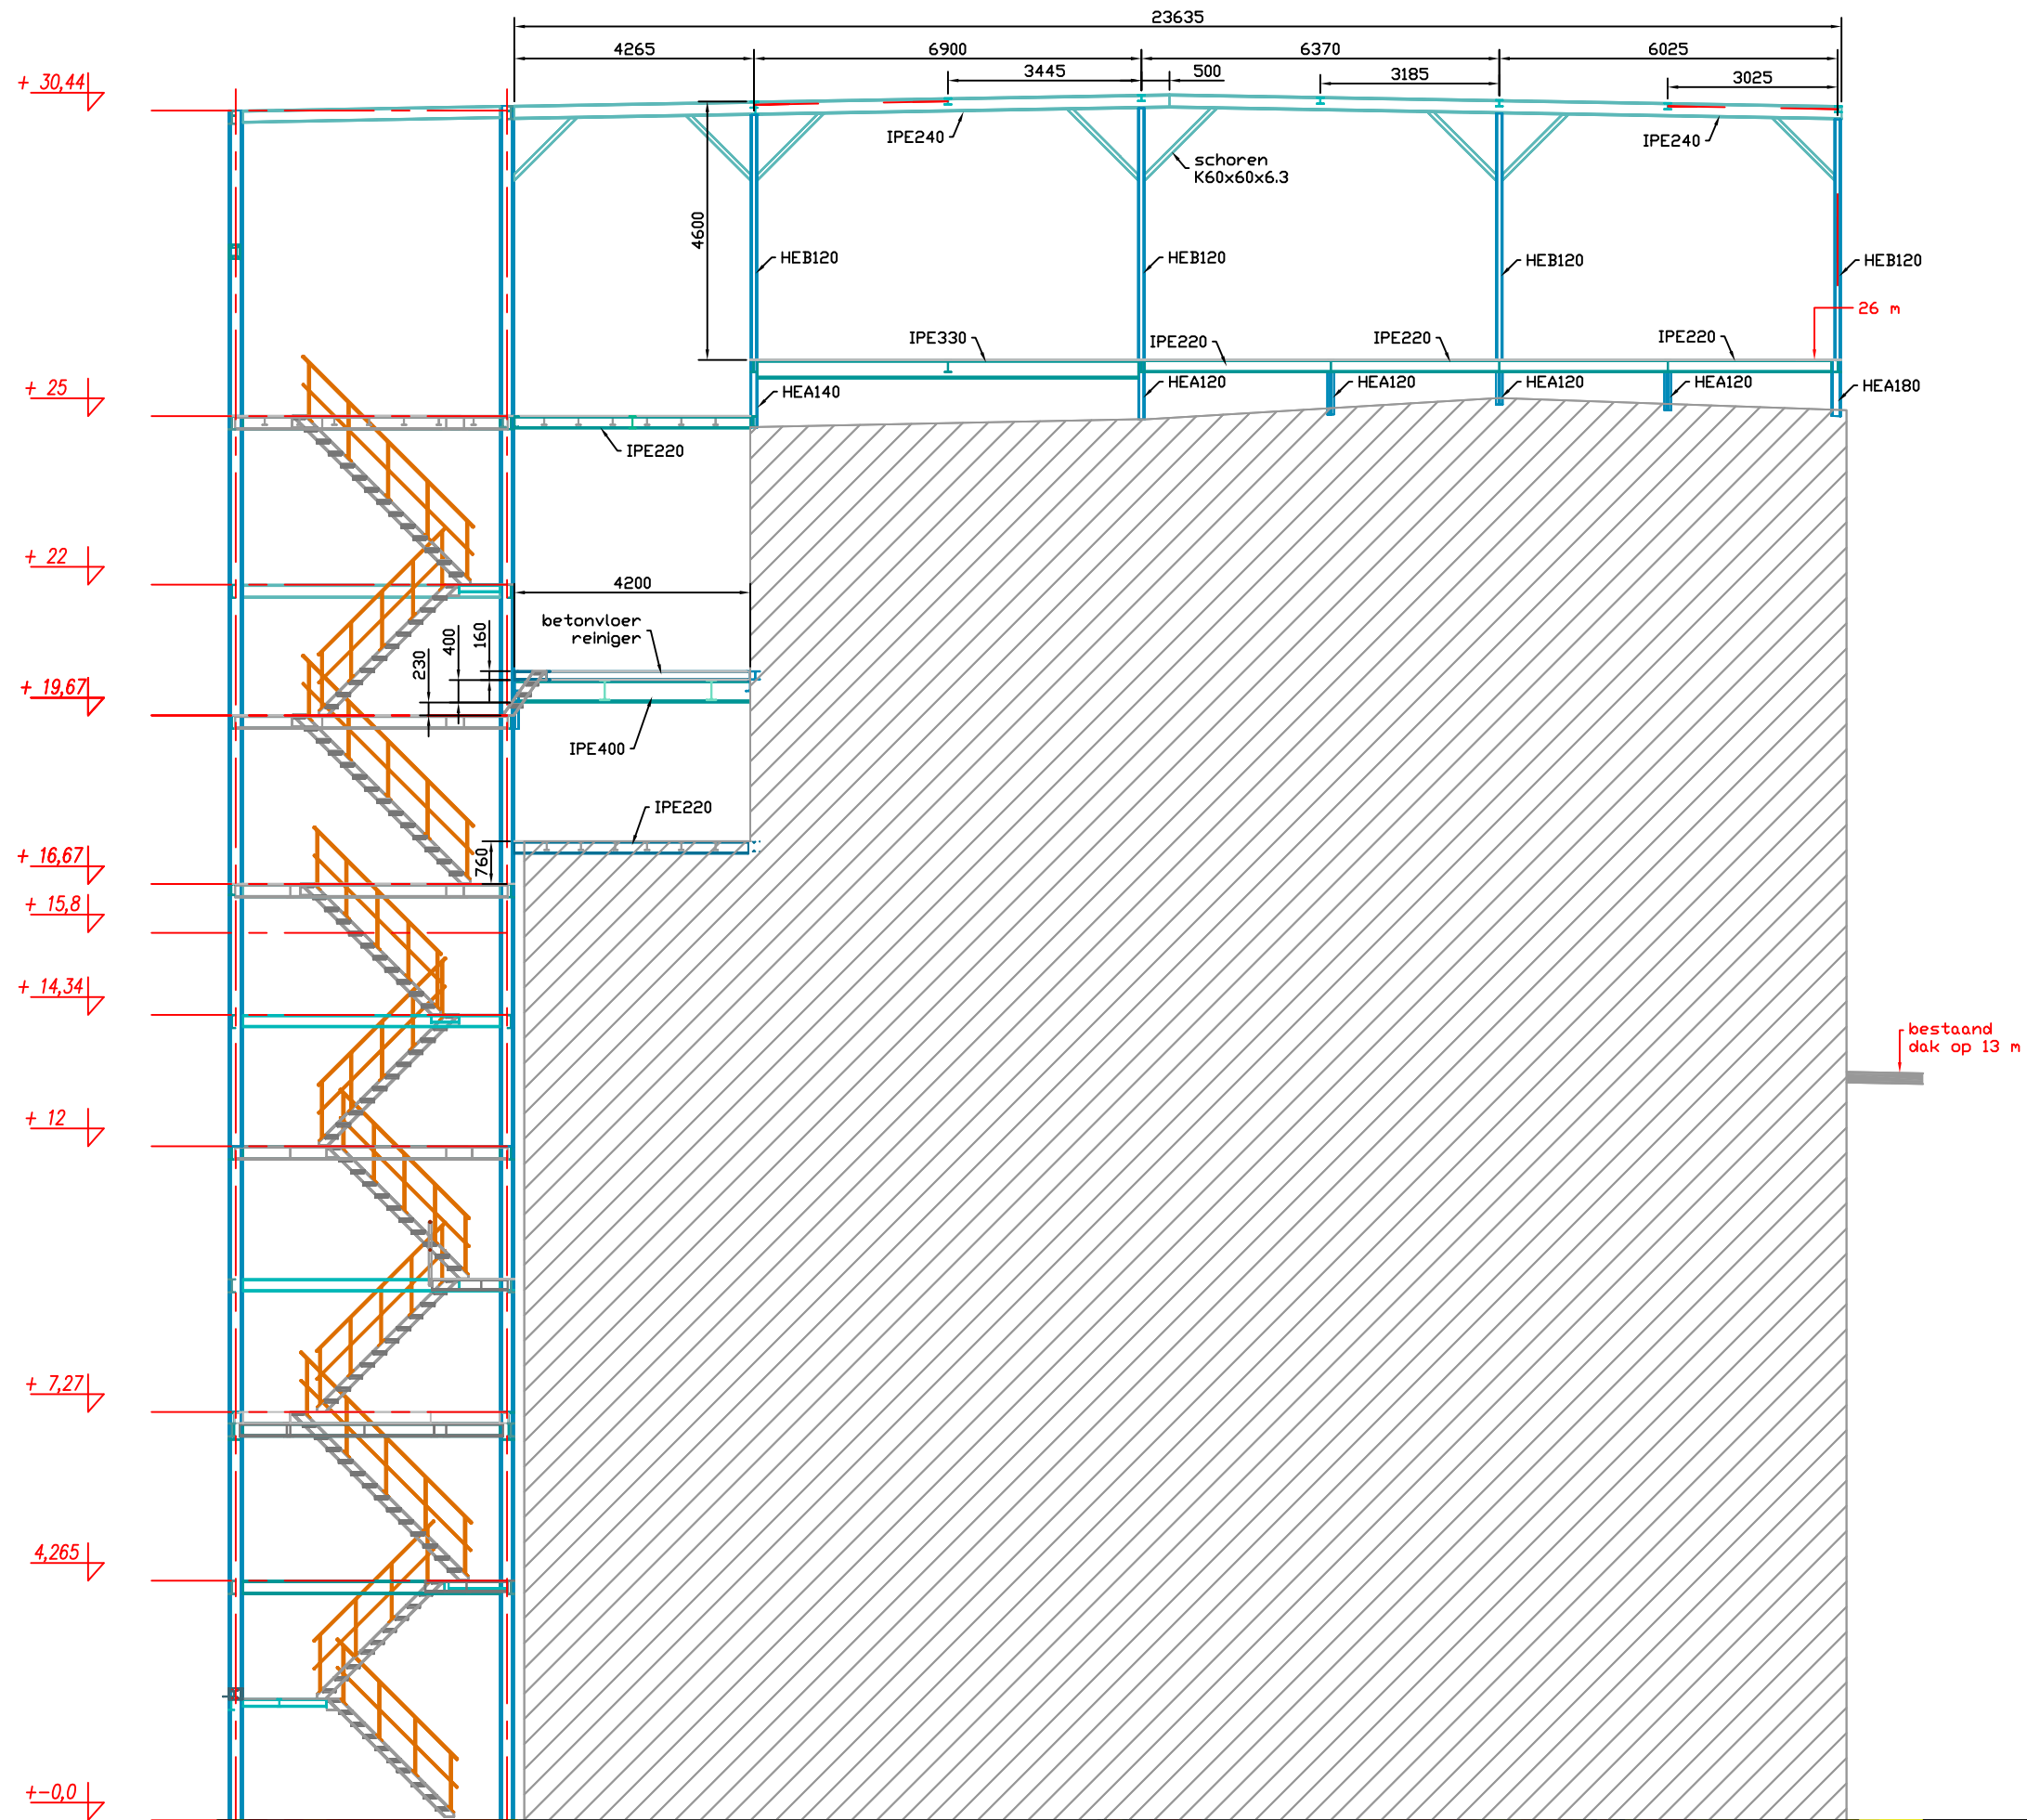 23635
4265
6900
6370
6025
3445
500
3185
3025
+ 30,44
IPE240
IPE240
schoren
K60x60x6.3
4600
HEB120
HEB120
HEB120
HEB120
26 m
IPE330
IPE220
IPE220
IPE220
+ 25
HEA140
HEA120
HEA120
HEA120
HEA120
HEA180
IPE220
+ 22
4200
betonvloer
reiniger
160
400
230
+ 19,67
IPE400
IPE220
760
+ 16,67
+ 15,8
+ 14,34
bestaand
dak op 13 m
+ 12
+ 7,27
4,265
+-0,0